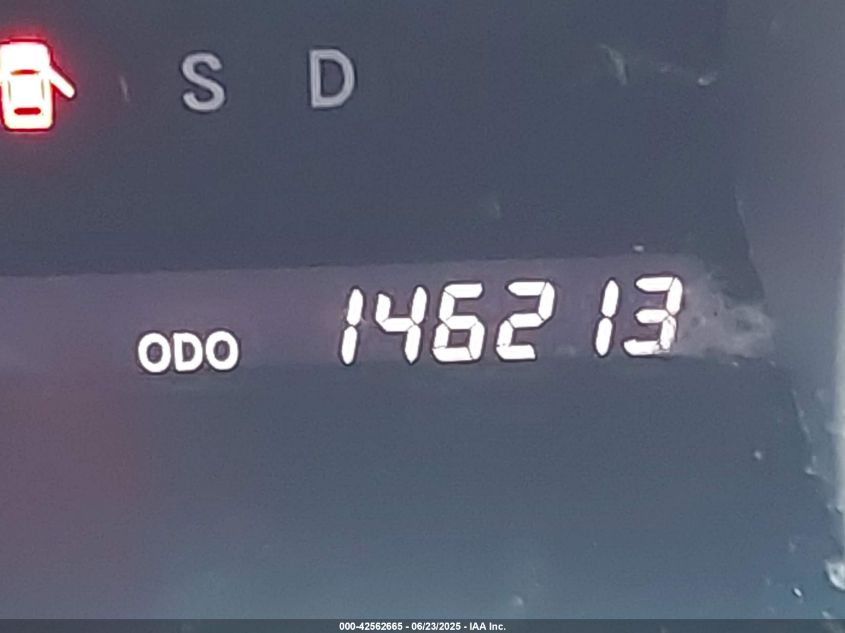 S D
ODO 146213
000-42562665 - 06/23/2025 - IAA Inc.